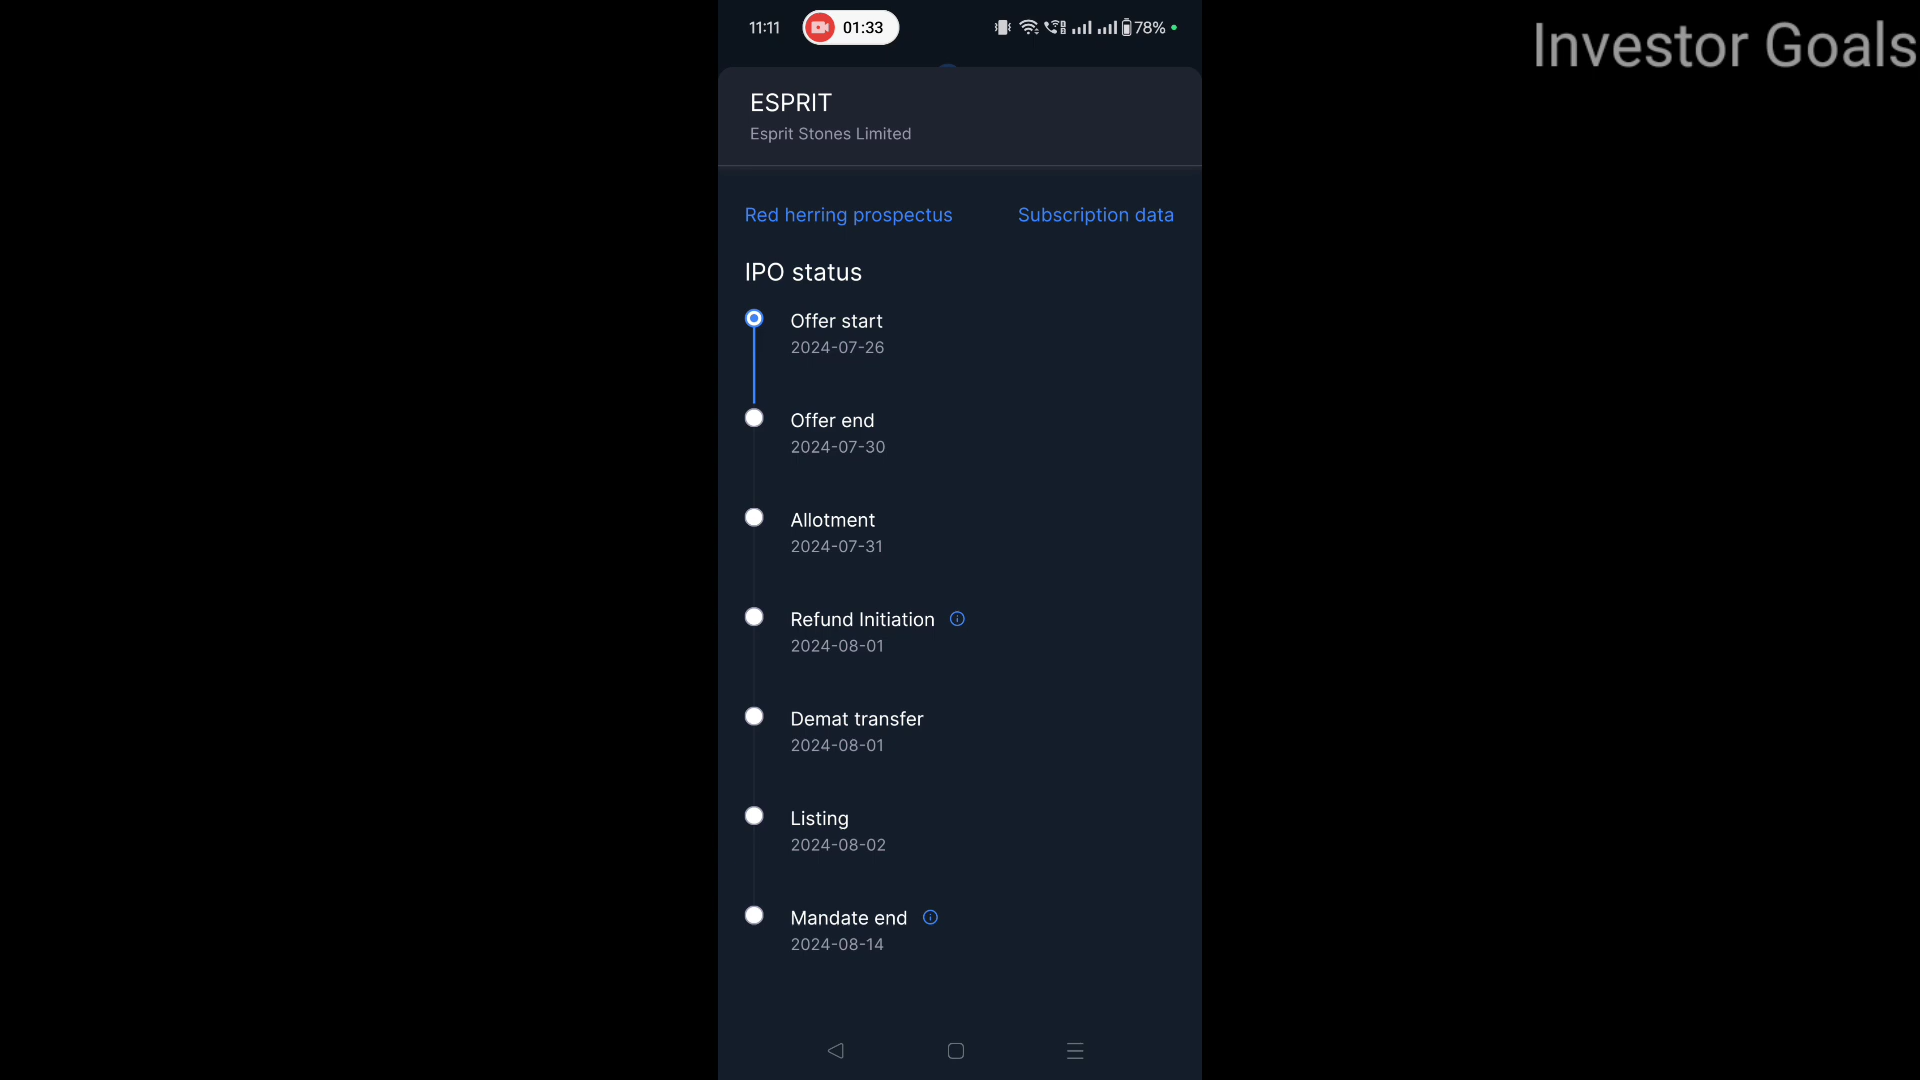 11:11 01:33 78%
Investor Goals
ESPRIT
Esprit Stones Limited
Red herring prospectus Subscription data
IPO status
Offer start
2024-07-26
Offer end
2024-07-30
Allotment
2024-07-31
Refund Initiation
2024-08-01
Demat transfer
2024-08-01
Listing
2024-08-02
Mandate end
2024-08-14